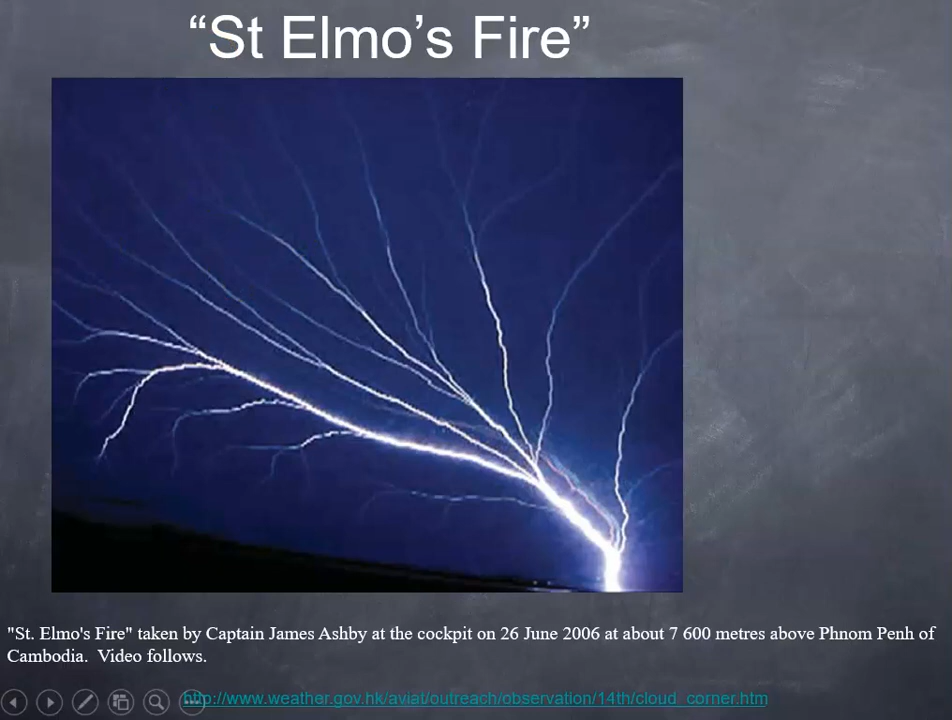 “St Elmo’s Fire”
"St. Elmo's Fire" taken by Captain James Ashby at the cockpit on 26 June 2006 at about 7 600 metres above Phnom Penh of
Cambodia.  Video follows.
http://www.weather.gov.hk/aviat/outreach/observation/14th/cloud_corner.htm